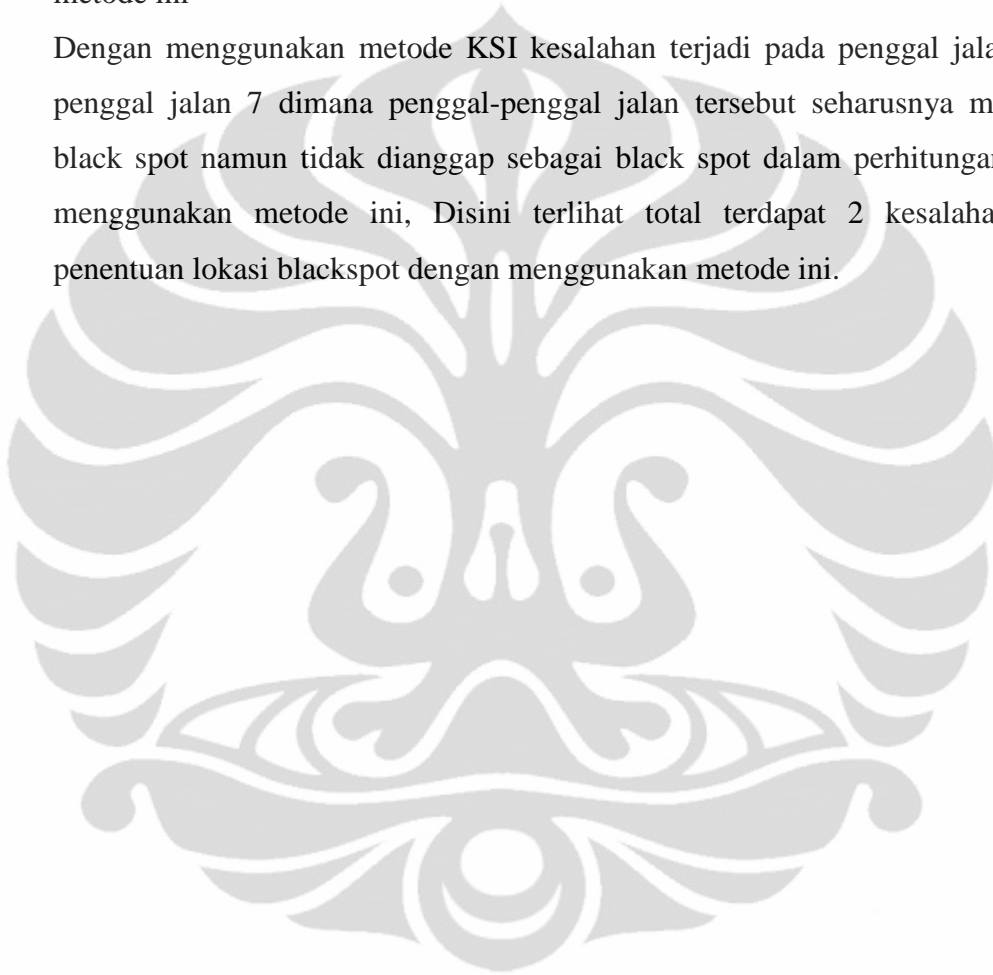 metode ini
Dengan menggunakan metode KSI kesalahan terjadi pada penggal jala
penggal jalan 7 dimana penggal-penggal jalan tersebut seharusnya m
black spot namun tidak dianggap sebagai black spot dalam perhitungan
menggunakan metode ini, Disini terlihat total terdapat 2 kesalaha
penentuan lokasi blackspot dengan menggunakan metode ini.